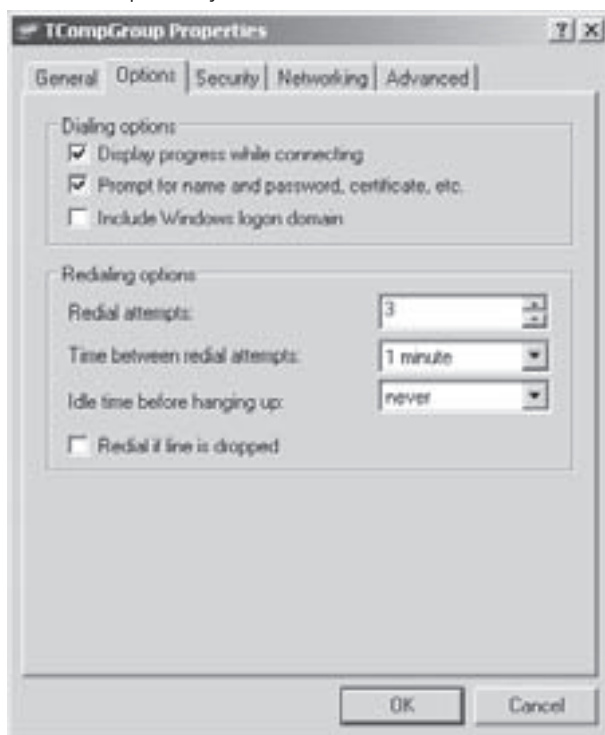 TCompGroup Properties
General Options Security Networking Advanced
Dialing options
Display progress while connecting
Prompt for name and password, certificate, etc.
Include Windows logon domain
Redialing options
Redial attempts: 3
Time between redial attempts: 1 minute
Idle time before hanging up: never
Redial if line is dropped
OK Cancel